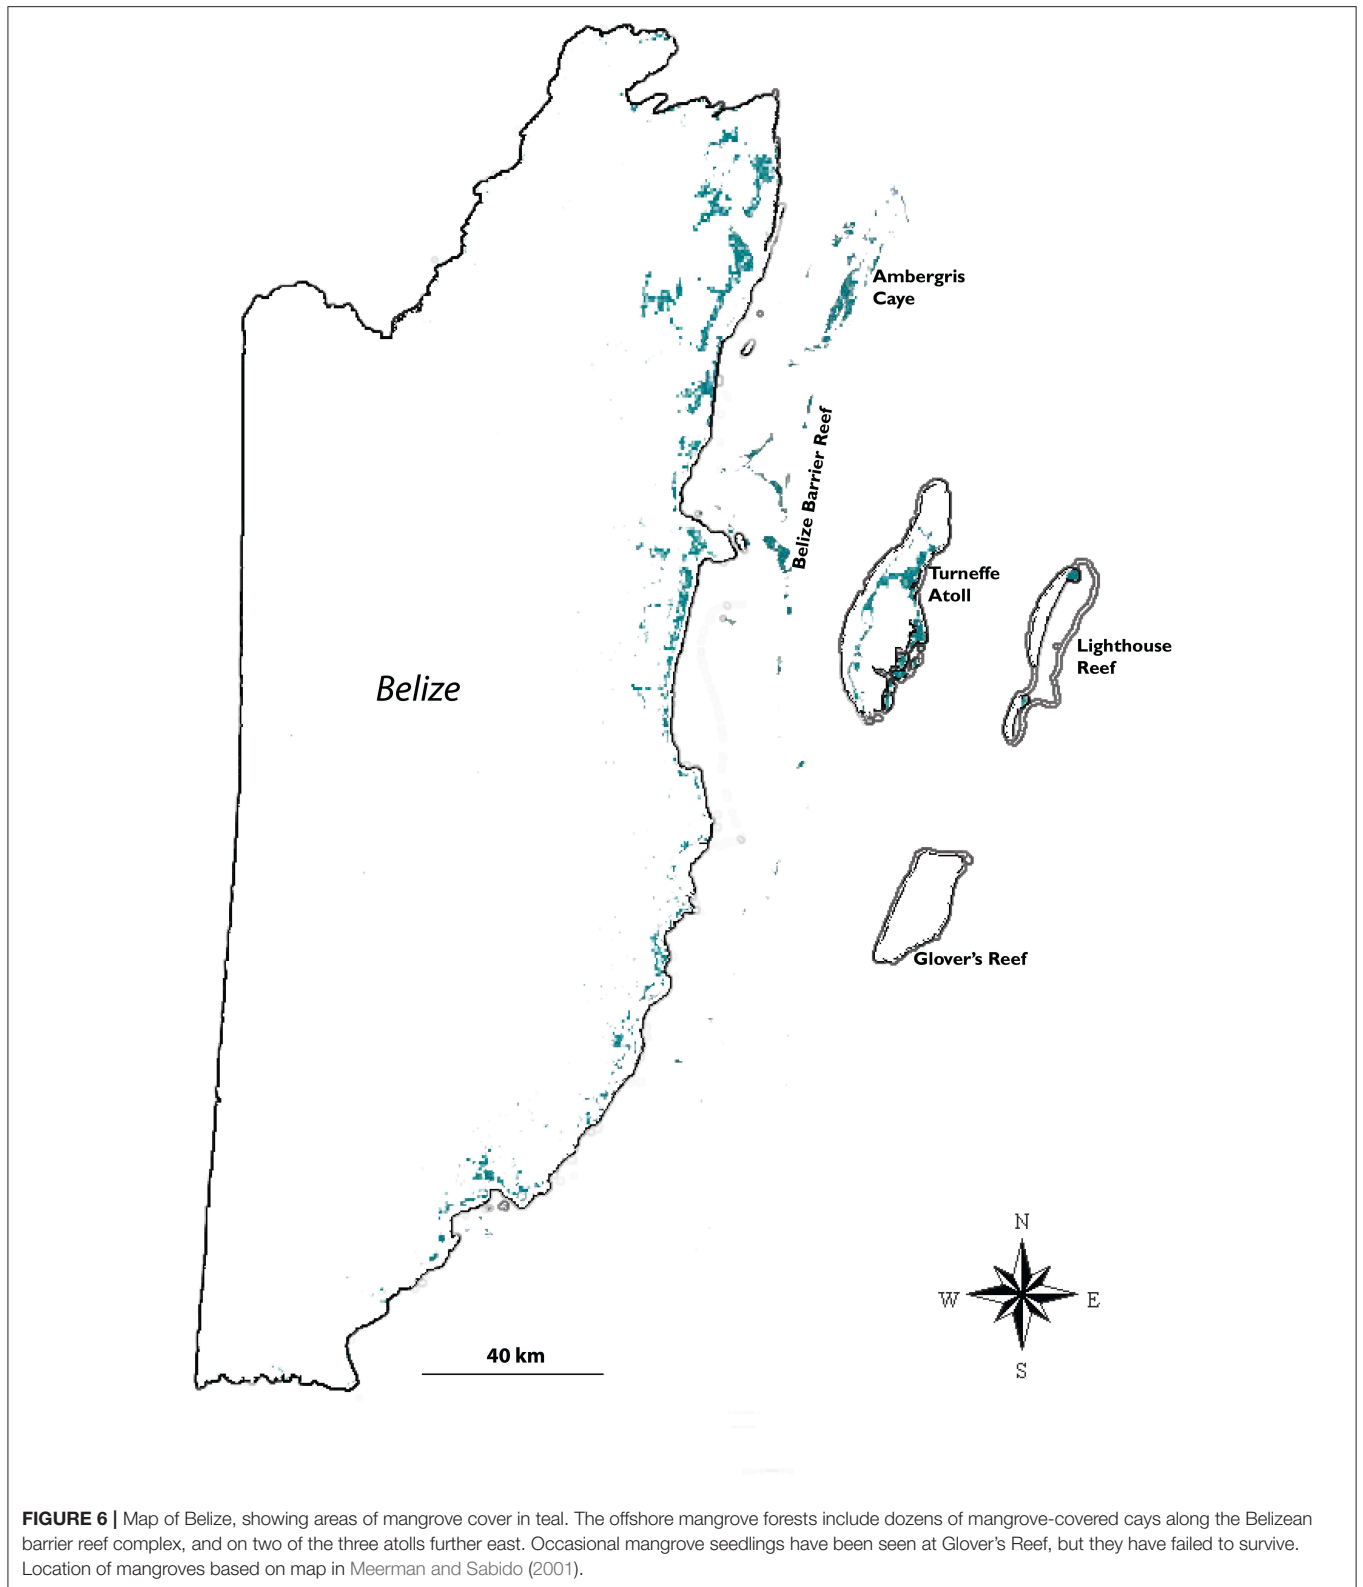 Ambergris
Caye
Belize Barrier Reef
Turneffe
Atoll
Lighthouse
Reef
Belize
Glover’s Reef
N
W E
S
40 km
FIGURE 6 | Map of Belize, showing areas of mangrove cover in teal. The offshore mangrove forests include dozens of mangrove-covered cays along the Belizean
barrier reef complex, and on two of the three atolls further east. Occasional mangrove seedlings have been seen at Glover’s Reef, but they have failed to survive.
Location of mangroves based on map in Meerman and Sabido (2001).